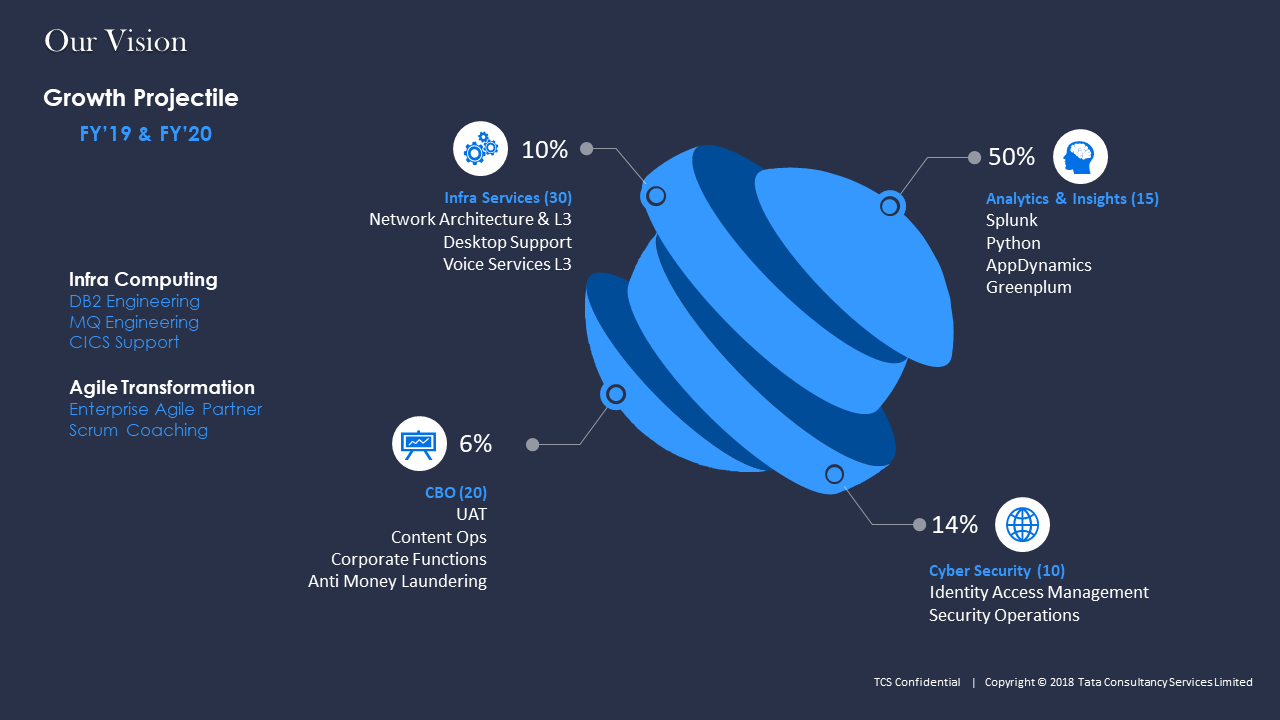 Our Vision
Growth Projectile
FY’19 & FY’20
Infra Computing
DB2 Engineering
MQ Engineering
CICS Support
Agile Transformation
Enterprise Agile Partner
Scrum Coaching
10%
Infra Services (30)
Network Architecture & L3
Desktop Support
Voice Services L3
50%
Analytics & Insights (15)
Splunk
Python
AppDynamics
Greenplum
6%
CBO (20)
UAT
Content Ops
Corporate Functions
Anti Money Laundering
14%
Cyber Security (10)
Identity Access Management
Security Operations
TCS Confidential | Copyright © 2018 Tata Consultancy Services Limited